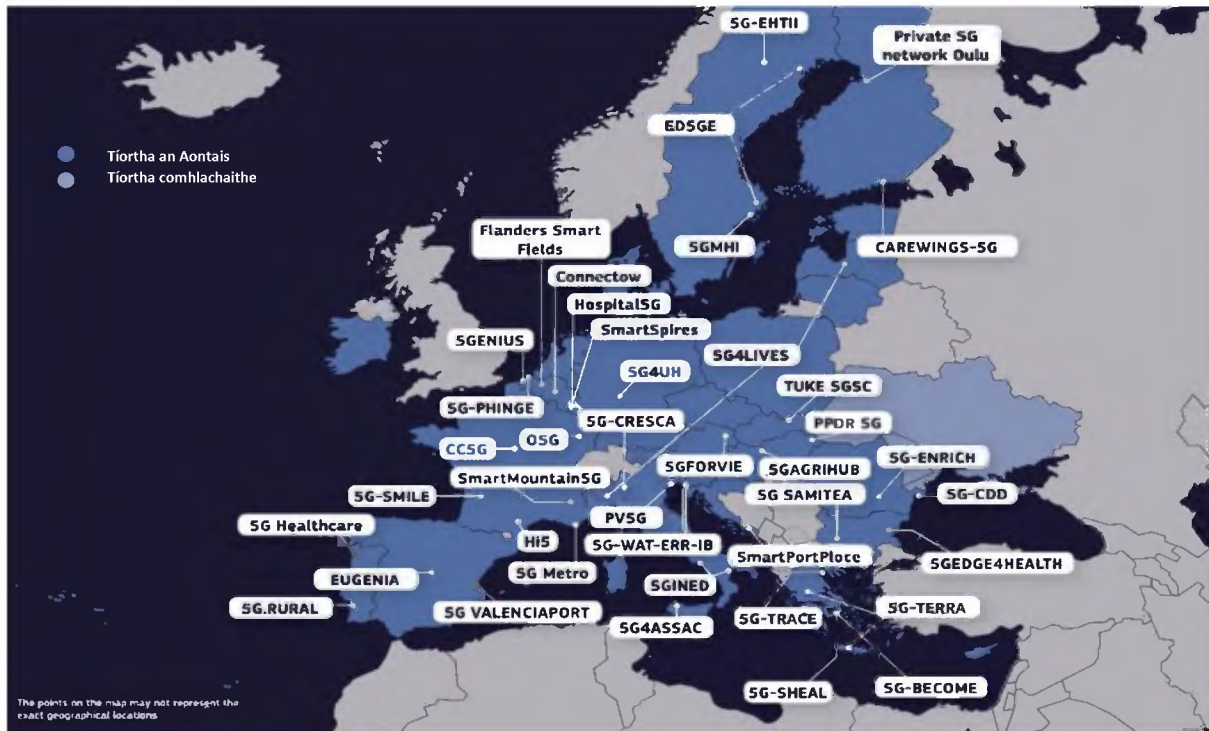 5G-EHTII
Private 5G
network Oulu
ED5GE
Tíortha an Aontais
Tíortha comhlachaithe
Flanders Smart
Fields
5GMHI
CAREWINGS-5G
Connectow
Hospital5G
SmartSpires
5GENIUS
5G4LIVES
5G4UH
TUKE 5GSC
5G-PHINGE
5G-CRESCA
PPDR 5G
O5G
CC5G
5GFORVIE
5GAGRIHUB
5G-ENRICH
SmartMountain5G
5G-SMILE
5G SAMITEA
5G-CDD
PV5G
5G Healthcare
Hi5
5G-WAT-ERR-IB
SmartPortPloce
5GEDGE4HEALTH
EUGENIA
5G Metro
5GINED
5G.RURAL
5G VALENCIAPORT
5G4ASSAC
5G-TRACE
5G-TERRA
5G-SHEAL
5G-BECOME
The points on the map may not represent the
exact geographical locations